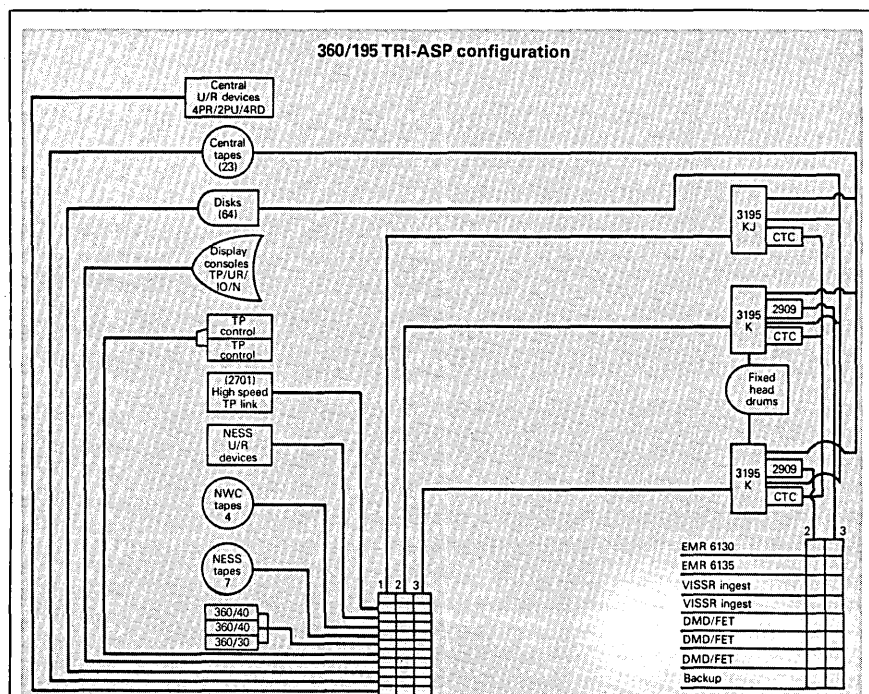 360/195 TRI-ASP configuration
Central
U/R devices
4PR/2PU/4RD
Central
tapes
(23)
Disks
(64)
Display
consoles
TP/UR/
IO/N
TP
control
TP
control
(2701)
High speed
TP link
NESS
U/R
devices
NWC
tapes
4
NESS
tapes
7
360/40
360/40
360/30
1 2 3
3195
KJ
CTC
3195
K
2909
CTC
Fixed
head
drums
3195
K
2909
CTC
2 3
EMR 6130
EMR 6135
VISSR ingest
VISSR ingest
DMD/FET
DMD/FET
DMD/FET
Backup